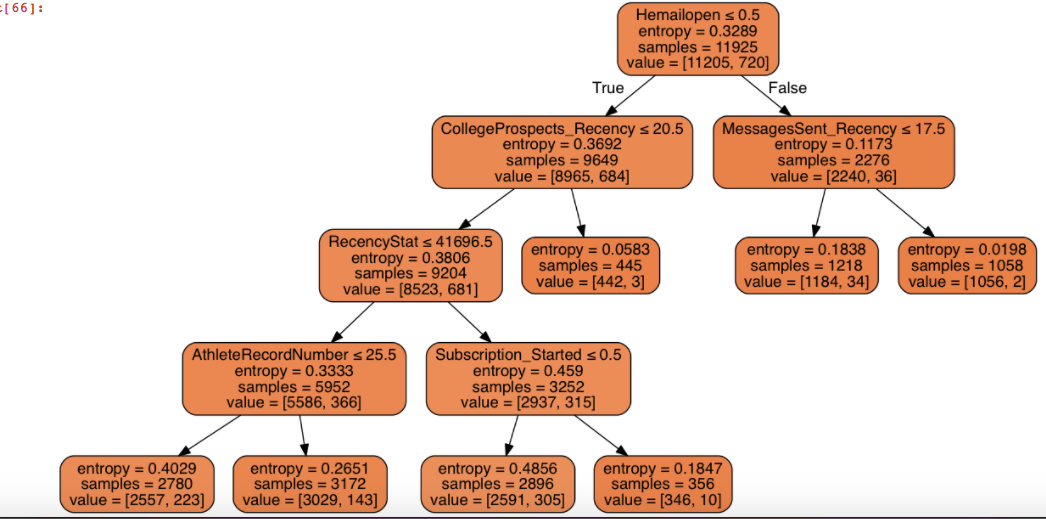 [66]:
Hemailopen ≤ 0.5
entropy = 0.3289
samples = 11925
value = [11205, 720]
True
False
CollegeProspects_Recency ≤ 20.5
entropy = 0.3692
samples = 9649
value = [8965, 684]
MessagesSent_Recency ≤ 17.5
entropy = 0.1173
samples = 2276
value = [2240, 36]
RecencyStat ≤ 41696.5
entropy = 0.3806
samples = 9204
value = [8523, 681]
entropy = 0.0583
samples = 445
value = [442, 3]
entropy = 0.1838
samples = 1218
value = [1184, 34]
entropy = 0.0198
samples = 1058
value = [1056, 2]
AthleteRecordNumber ≤ 25.5
entropy = 0.3333
samples = 5952
value = [5586, 366]
Subscription_Started ≤ 0.5
entropy = 0.459
samples = 3252
value = [2937, 315]
entropy = 0.4029
samples = 2780
value = [2557, 223]
entropy = 0.2651
samples = 3172
value = [3029, 143]
entropy = 0.4856
samples = 2896
value = [2591, 305]
entropy = 0.1847
samples = 356
value = [346, 10]